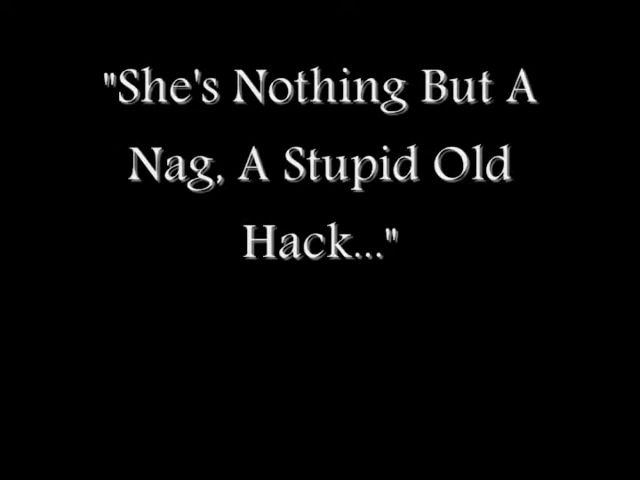 "She's Nothing But A
Nag, A Stupid Old
Hack..."